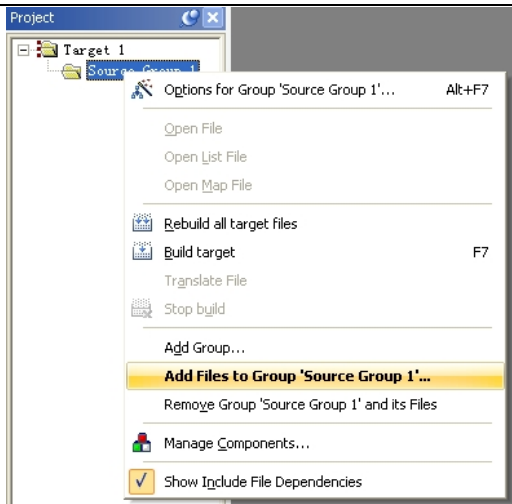 Project
Target 1
Source Group 1
Options for Group 'Source Group 1'... Alt+F7
Open File
Open List File
Open Map File
Rebuild all target files
Build target F7
Translate File
Stop build
Add Group...
Add Files to Group 'Source Group 1'...
Remove Group 'Source Group 1' and its Files
Manage Components...
Show Include File Dependencies